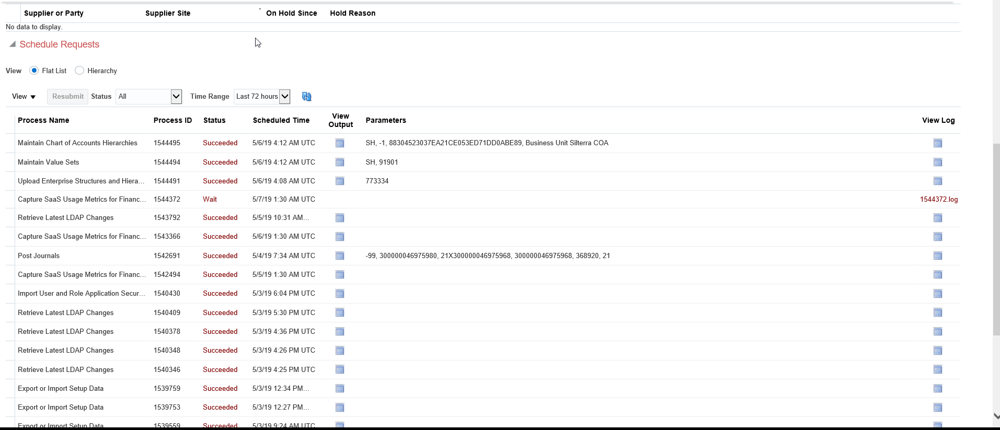 Supplier or Party Supplier Site On Hold Since Hold Reason
No data to display.
Schedule Requests
View Flat List Hierarchy
View Resubmit Status All Time Range Last 72 hours
Process Name Process ID Status Scheduled Time View Output Parameters View Log
Maintain Chart of Accounts Hierarchies 1544495 Succeeded 5/6/19 4:12 AM UTC SH, -1, 88304523037EA21CE053ED71DD0ABE89, Business Unit Silterra COA
Maintain Value Sets 1544494 Succeeded 5/6/19 4:12 AM UTC SH, 91901
Upload Enterprise Structures and Hiera... 1544491 Succeeded 5/6/19 4:08 AM UTC 773334
Capture SaaS Usage Metrics for Financ... 1544372 Wait 5/7/19 1:30 AM UTC 1544372.log
Retrieve Latest LDAP Changes 1543792 Succeeded 5/5/19 10:31 AM...
Capture SaaS Usage Metrics for Financ... 1543366 Succeeded 5/6/19 1:30 AM UTC
Post Journals 1542691 Succeeded 5/4/19 7:34 AM UTC -99, 300000046975980, 21X300000046975968, 300000046975968, 368920, 21
Capture SaaS Usage Metrics for Financ... 1542494 Succeeded 5/5/19 1:30 AM UTC
Import User and Role Application Secur... 1540430 Succeeded 5/3/19 6:04 PM UTC
Retrieve Latest LDAP Changes 1540409 Succeeded 5/3/19 5:30 PM UTC
Retrieve Latest LDAP Changes 1540378 Succeeded 5/3/19 4:36 PM UTC
Retrieve Latest LDAP Changes 1540348 Succeeded 5/3/19 4:26 PM UTC
Retrieve Latest LDAP Changes 1540346 Succeeded 5/3/19 4:25 PM UTC
Export or Import Setup Data 1539759 Succeeded 5/3/19 12:34 PM...
Export or Import Setup Data 1539753 Succeeded 5/3/19 12:27 PM...
Export or Import Setup Data 1539559 Succeeded 5/3/19 9:24 AM UTC